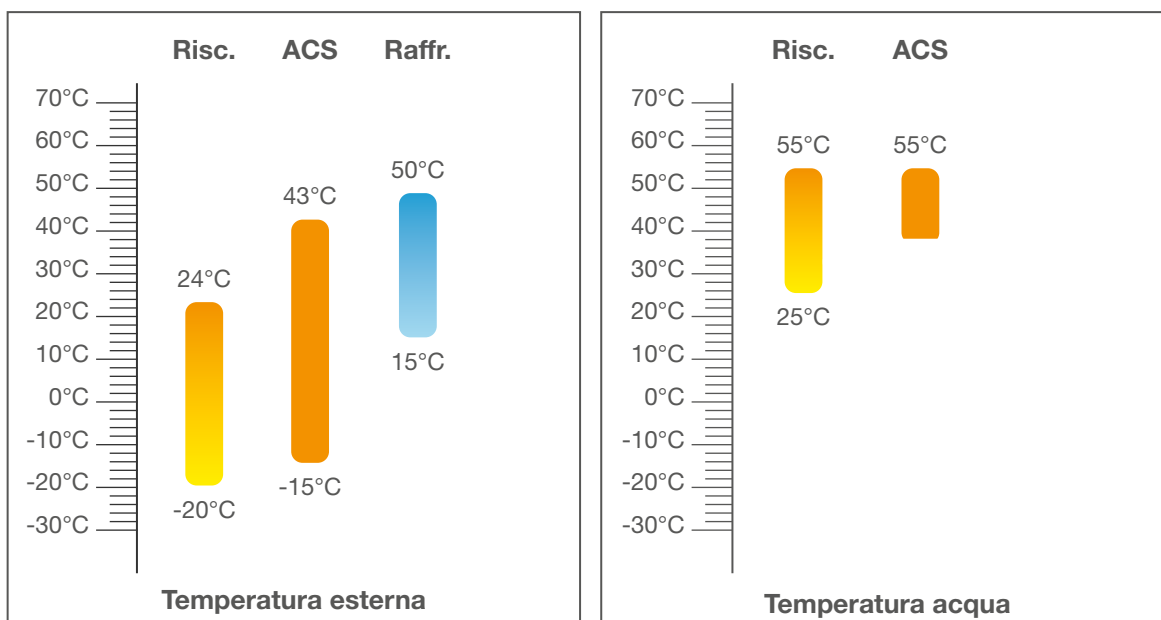 Risc. ACS Raffr.
70°C
60°C
50°C
40°C
30°C
20°C
10°C
0°C
-10°C
-20°C
-30°C
24°C
-20°C
43°C
-15°C
50°C
15°C
Temperatura esterna
Risc. ACS
70°C
60°C
50°C
40°C
30°C
20°C
10°C
0°C
-10°C
-20°C
-30°C
55°C
25°C
55°C
Temperatura acqua